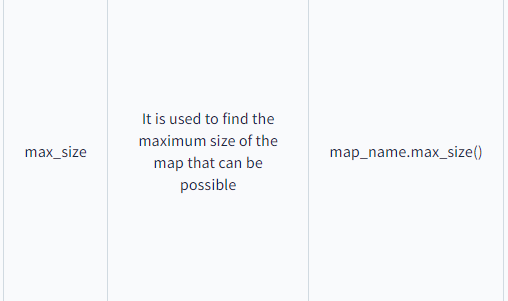 max_size
It is used to find the
maximum size of the
map that can be
possible
map_name.max_size()